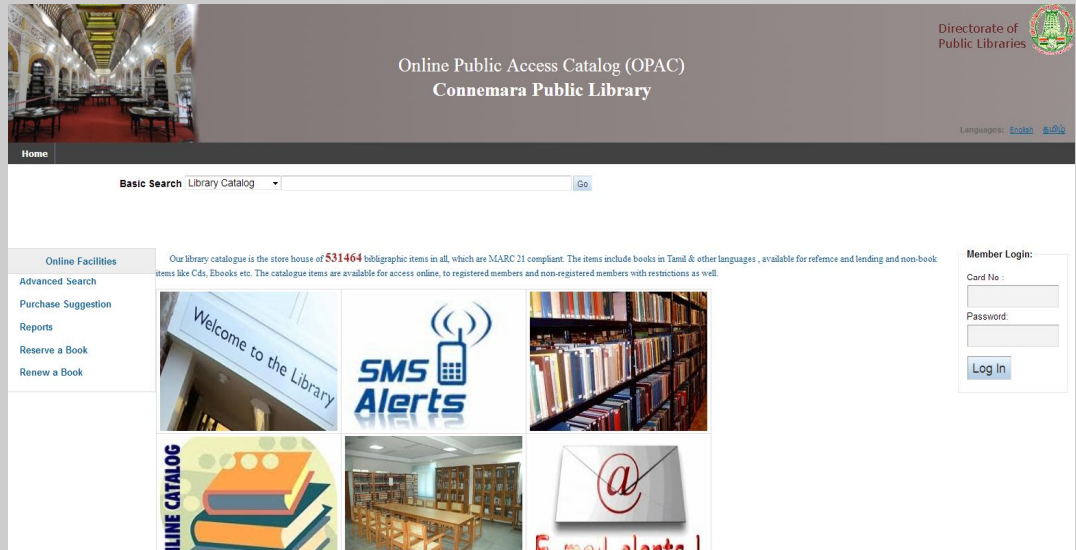 Directorate of
Public Libraries
Online Public Access Catalog (OPAC)
Connemara Public Library
Languages: English தமிழ்
Home
Basic Search Library Catalog Go
Online Facilities
Advanced Search
Purchase Suggestion
Reports
Reserve a Book
Renew a Book
Our library catalogue is the store house of 531464 bibligraphic items in all, which are MARC 21 compliant. The items include books in Tamil & other languages , available for refernce and lending and non-book
items like Cds, Ebooks etc. The catalogue items are available for access online, to registered members and non-registered members with restrictions as well.
Welcome to the Library
SMS
Alerts
ONLINE CATALOG
@
E-mail alerts !
Member Login:
Card No :
Password:
Log In